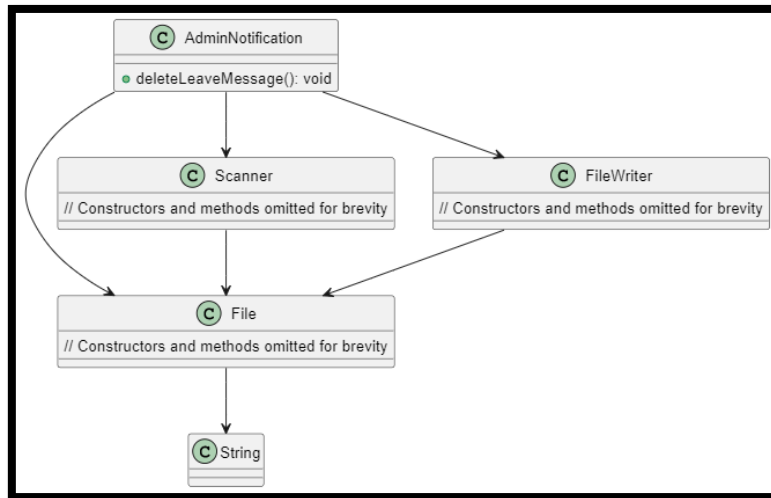 C AdminNotification
deleteLeaveMessage(): void
C Scanner
// Constructors and methods omitted for brevity
C FileWriter
// Constructors and methods omitted for brevity
C File
// Constructors and methods omitted for brevity
C String